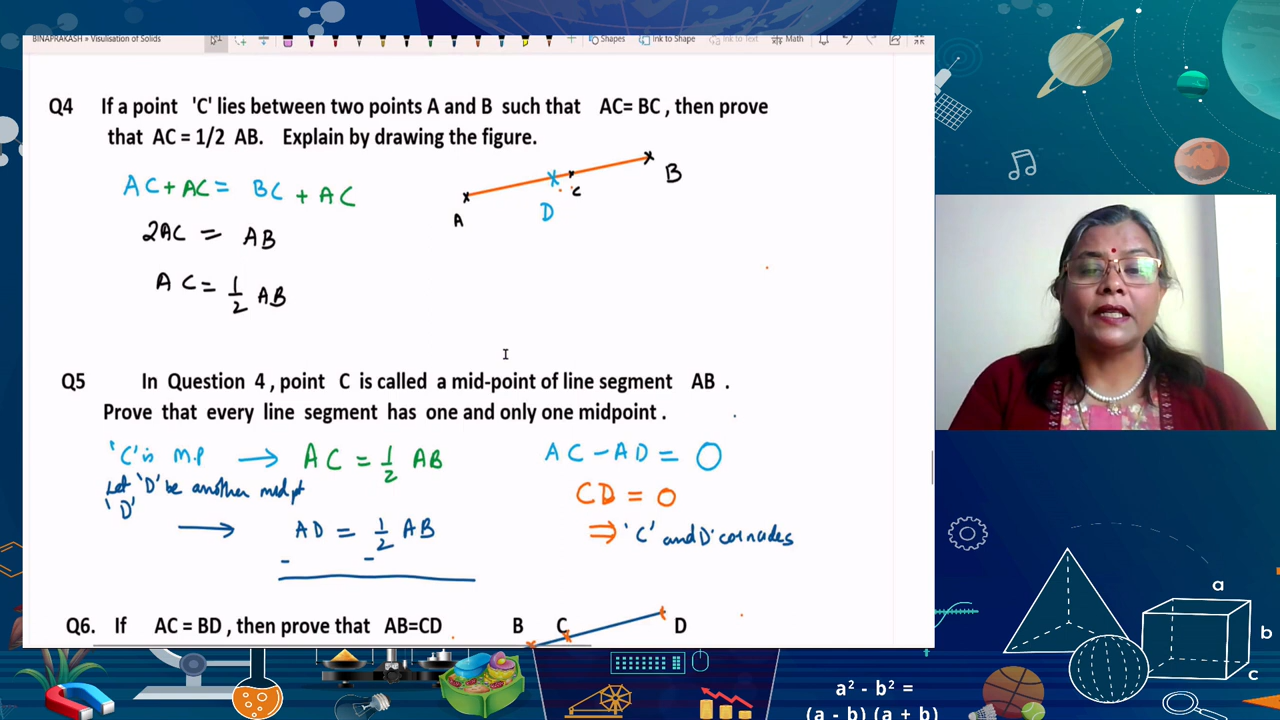 BINAPRAKASH » Visulisation of Solids
Shapes
Ink to Shape
Ink to Text
Math
Q4 If a point 'C' lies between two points A and B such that AC= BC , then prove
that AC = 1/2 AB. Explain by drawing the figure.
AC + AC = BC + AC
2AC = AB
AC = 1/2 AB
A
D
C
B
Q5 In Question 4 , point C is called a mid-point of line segment AB .
Prove that every line segment has one and only one midpoint .
'C' is M.P → AC = 1/2 AB
Let 'D' be another mid pt
'D'
→ AD = 1/2 AB
- -
AC - AD = 0
CD = 0
⇒ 'C' and 'D' coincides
Q6. If AC = BD , then prove that AB=CD .
B C D
a
b
c
a² - b² =
(a - b) (a + b)